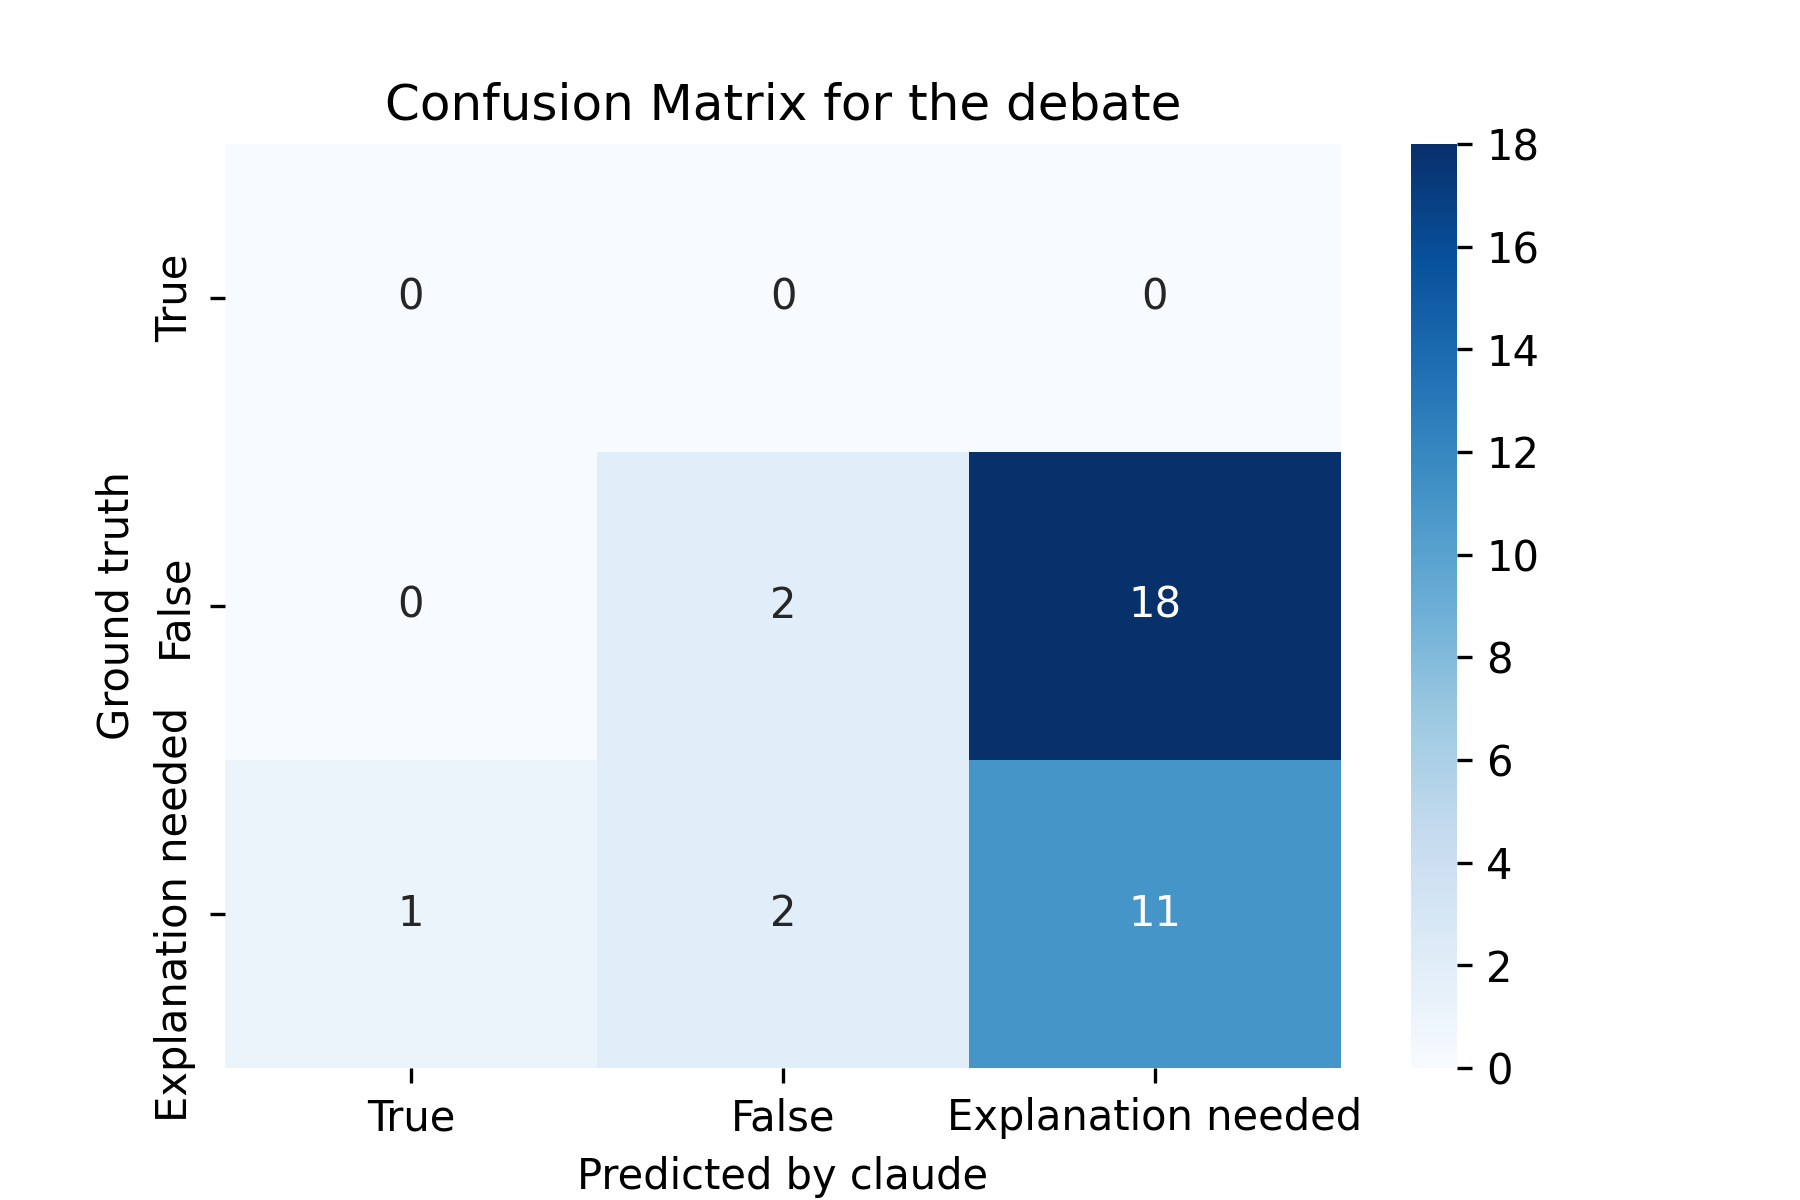 Confusion Matrix for the debate
Ground truth
True
0 0 0
False
0 2 18
Explanation needed
1 2 11
True False Explanation needed
Predicted by claude
18
16
14
12
10
8
6
4
2
0